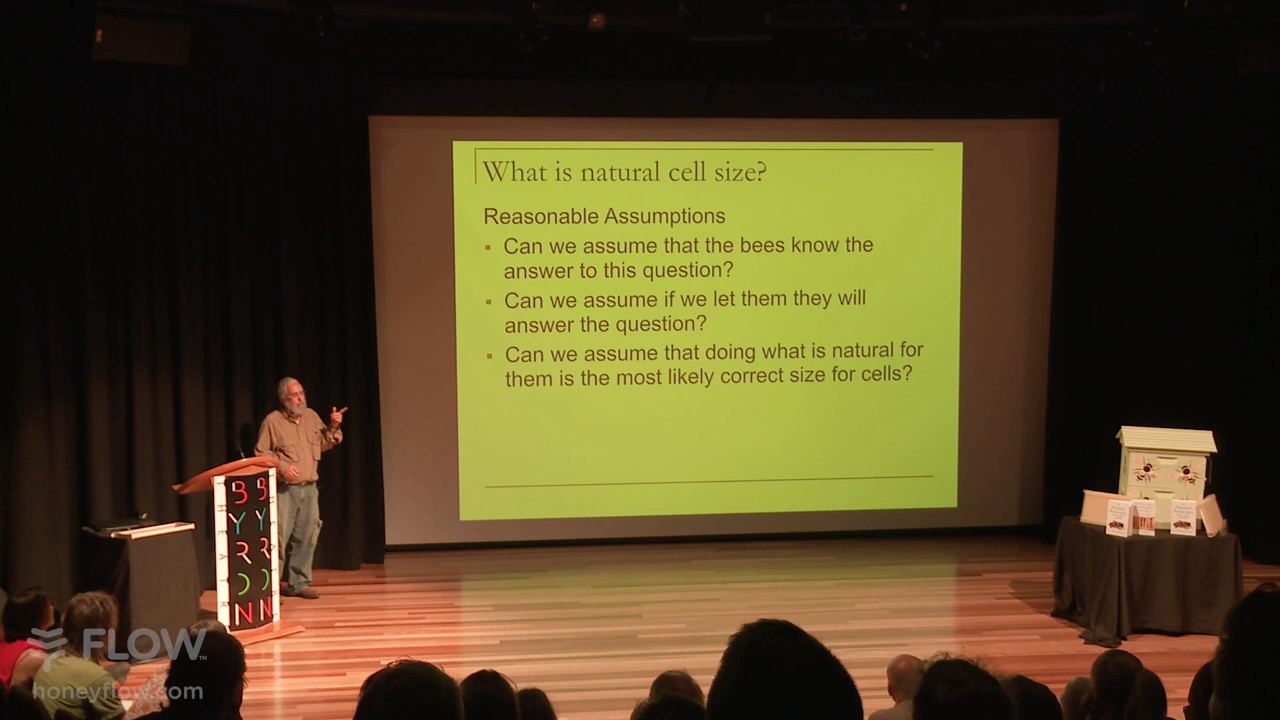 What is natural cell size?
Reasonable Assumptions
Can we assume that the bees know the
answer to this question?
Can we assume if we let them they will
answer the question?
Can we assume that doing what is natural for
them is the most likely correct size for cells?
BYRON
BYRON
FLOW™
honeyflow.com